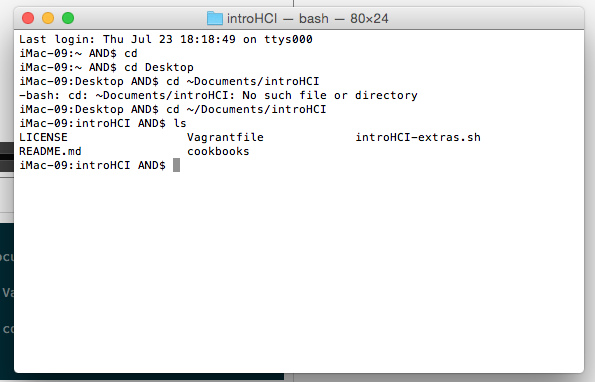 introHCI — bash — 80×24
Last login: Thu Jul 23 18:18:49 on ttys000
iMac-09:~ AND$ cd
iMac-09:~ AND$ cd Desktop
iMac-09:Desktop AND$ cd ~Documents/introHCI
-bash: cd: ~Documents/introHCI: No such file or directory
iMac-09:Desktop AND$ cd ~/Documents/introHCI
iMac-09:introHCI AND$ ls
LICENSE Vagrantfile introHCI-extras.sh
README.md cookbooks
iMac-09:introHCI AND$